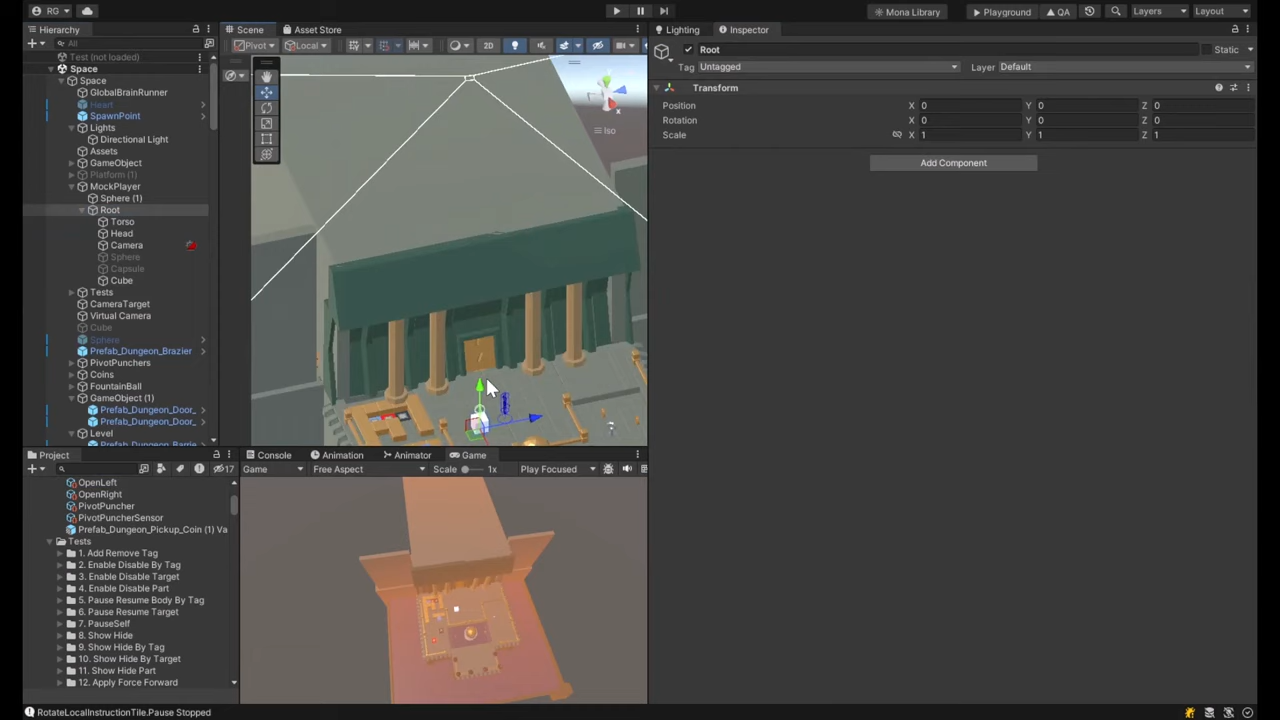 RG
Mona Library
Playground
QA
Layers
Layout
Hierarchy
All
Test (not loaded)
Space
Space
GlobalBrainRunner
Heart
SpawnPoint
Lights
Directional Light
Assets
GameObject
Platform (1)
MockPlayer
Sphere (1)
Root
Torso
Head
Camera
Sphere
Capsule
Cube
Tests
CameraTarget
Virtual Camera
Cube
Sphere
Prefab_Dungeon_Brazier
PivotPunchers
Coins
FountainBall
GameObject (1)
Prefab_Dungeon_Door_
Prefab_Dungeon_Door_
Level
Prefab_Dungeon_Barrie
Scene
Asset Store
Pivot
Local
2D
x
Iso
Lighting
Inspector
Root
Static
Tag Untagged
Layer Default
Transform
Position X 0 Y 0 Z 0
Rotation X 0 Y 0 Z 0
Scale X 1 Y 1 Z 1
Add Component
Project
17
OpenLeft
OpenRight
PivotPuncher
PivotPuncherSensor
Prefab_Dungeon_Pickup_Coin (1) Va
Tests
1. Add Remove Tag
2. Enable Disable By Tag
3. Enable Disable Target
4. Enable Disable Part
5. Pause Resume Body By Tag
6. Pause Resume Target
7. PauseSelf
8. Show Hide
9. Show Hide By Tag
10. Show Hide By Target
11. Show Hide Part
12. Apply Force Forward
Console
Animation
Animator
Game
Game
Free Aspect
Scale 1x
Play Focused
RotateLocalInstructionTile.Pause Stopped